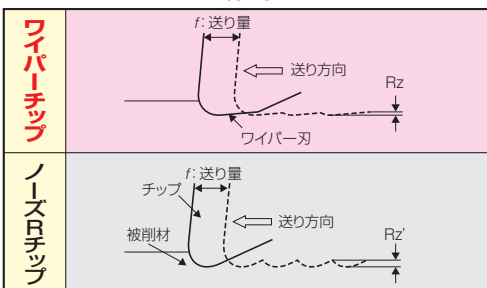 ワイパーチップ
f: 送り量
送り方向
Rz
ワイパー刃
ノーズRチップ
f: 送り量
チップ
送り方向
被削材
Rz'